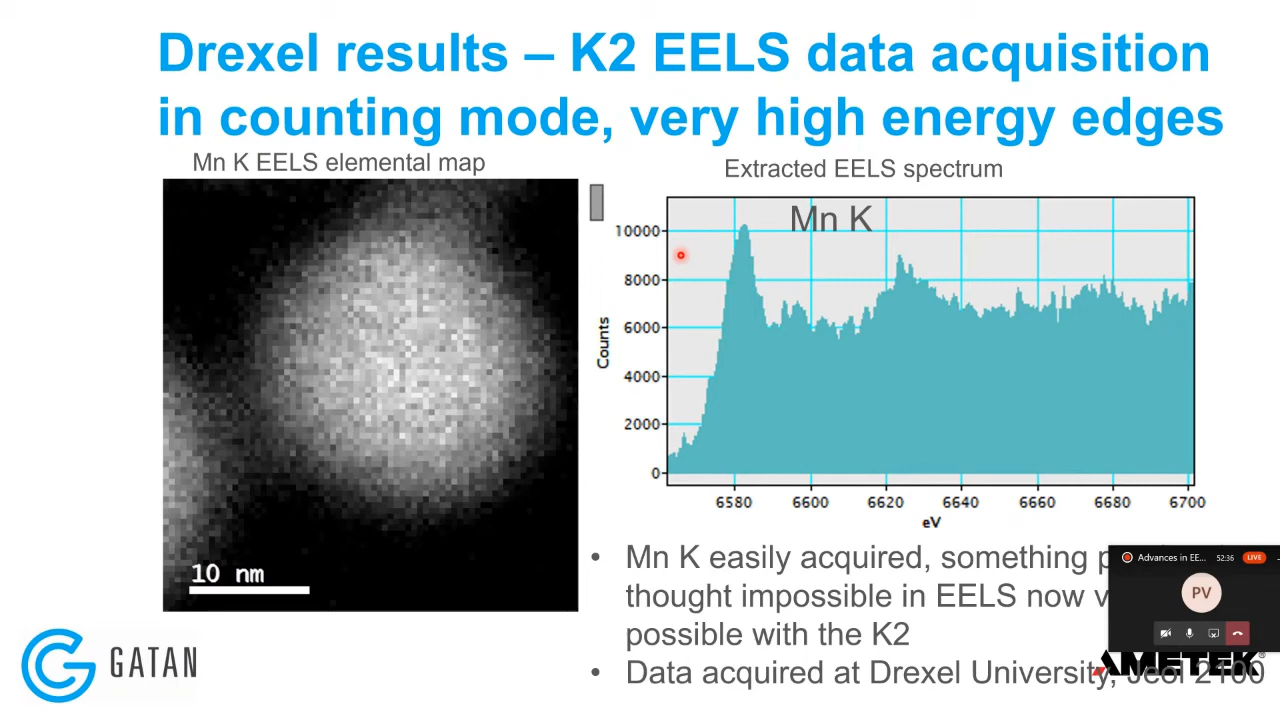 Drexel results – K2 EELS data acquisition
in counting mode, very high energy edges
Mn K EELS elemental map
Extracted EELS spectrum
Mn K
10000
8000
6000
4000
2000
0
Counts
6580 6600 6620 6640 6660 6680 6700
eV
10 nm
• Mn K easily acquired, something
thought impossible in EELS now
possible with the K2
• Data acquired at Drexel University, Jeol 2100
Advances in EE... 52:36 LIVE
PV
GATAN
AMETEK®